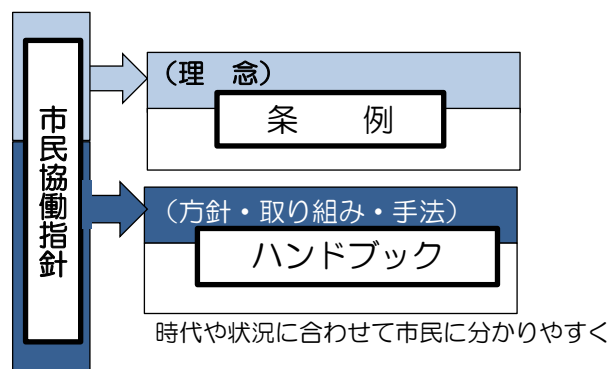 市民協働指針
（理　念）
条　　例
（方針・取り組み・手法）
ハンドブック
時代や状況に合わせて市民に分かりやすく